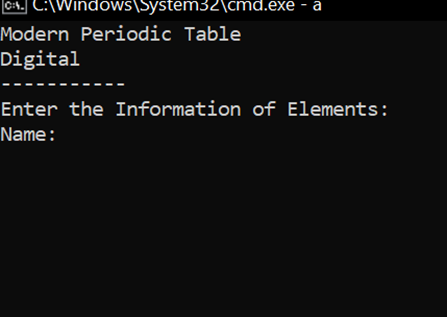 C:\Windows\System32\cmd.exe - a
Modern Periodic Table
Digital
-----------
Enter the Information of Elements:
Name: